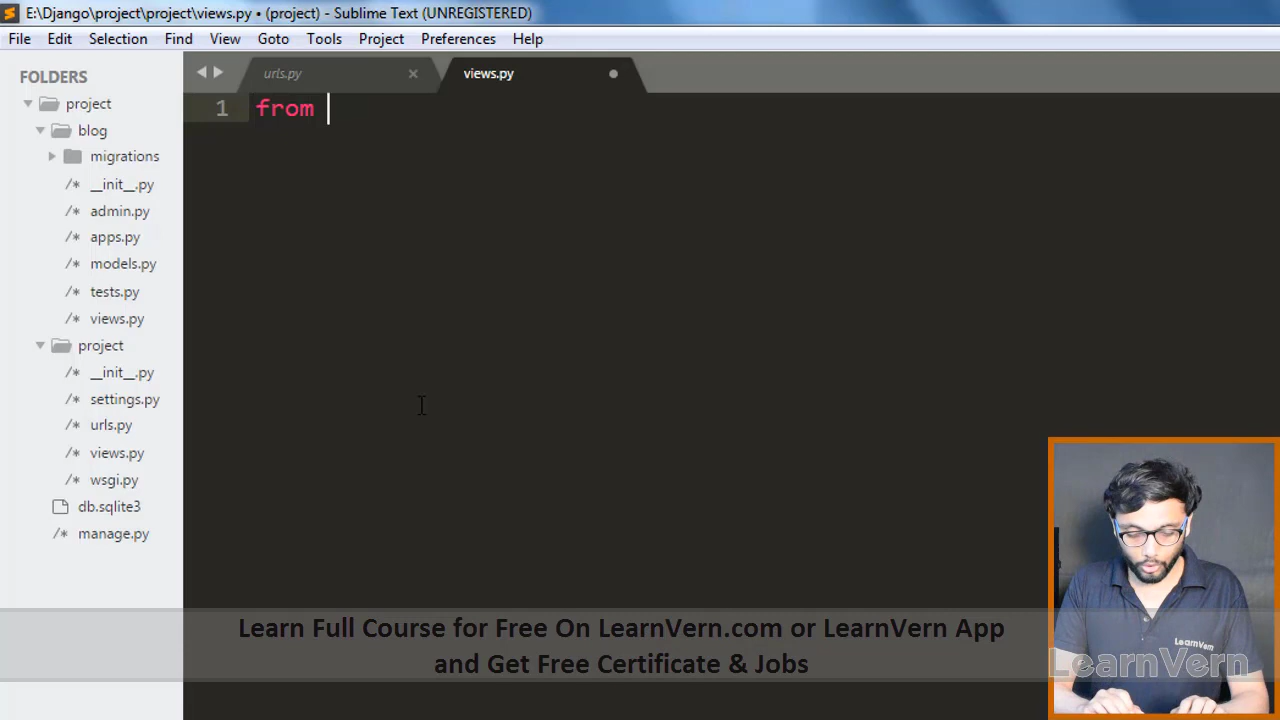 E:\Django\project\project\views.py • (project) - Sublime Text (UNREGISTERED)
File Edit Selection Find View Goto Tools Project Preferences Help
FOLDERS
project
blog
migrations
/* __init__.py
/* admin.py
/* apps.py
/* models.py
/* tests.py
/* views.py
project
/* __init__.py
/* settings.py
/* urls.py
/* views.py
/* wsgi.py
db.sqlite3
/* manage.py
urls.py × views.py
1 from
Learn Full Course for Free On LearnVern.com or LearnVern App
and Get Free Certificate & Jobs
LearnVern
LearnVern